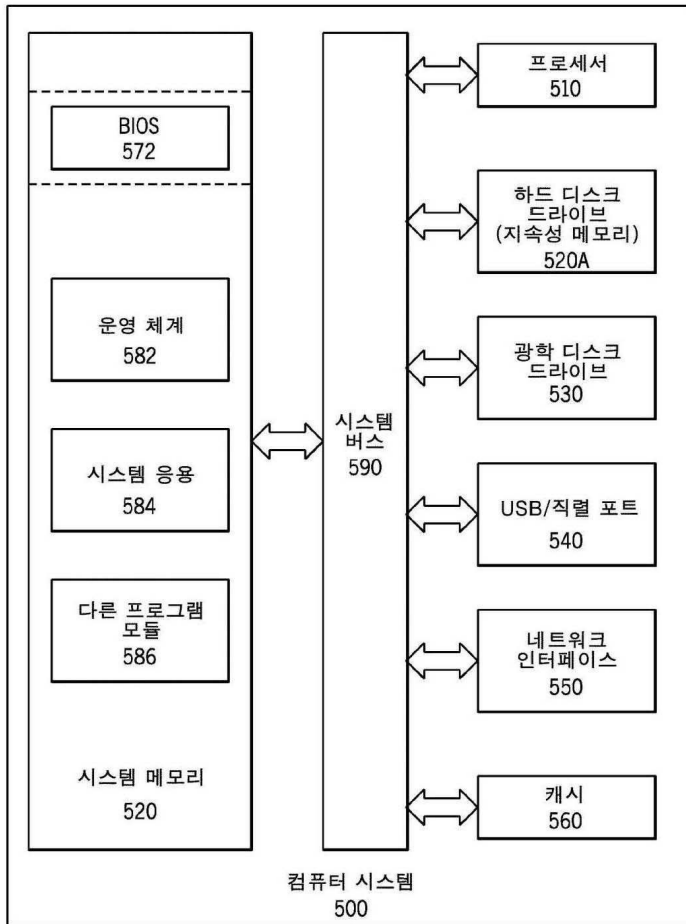 BIOS
572
운영 체계
582
시스템 응용
584
다른 프로그램
모듈
586
시스템 메모리
520
시스템
버스
590
프로세서
510
하드 디스크
드라이브
(지속성 메모리)
520A
광학 디스크
드라이브
530
USB/직렬 포트
540
네트워크
인터페이스
550
캐시
560
컴퓨터 시스템
500